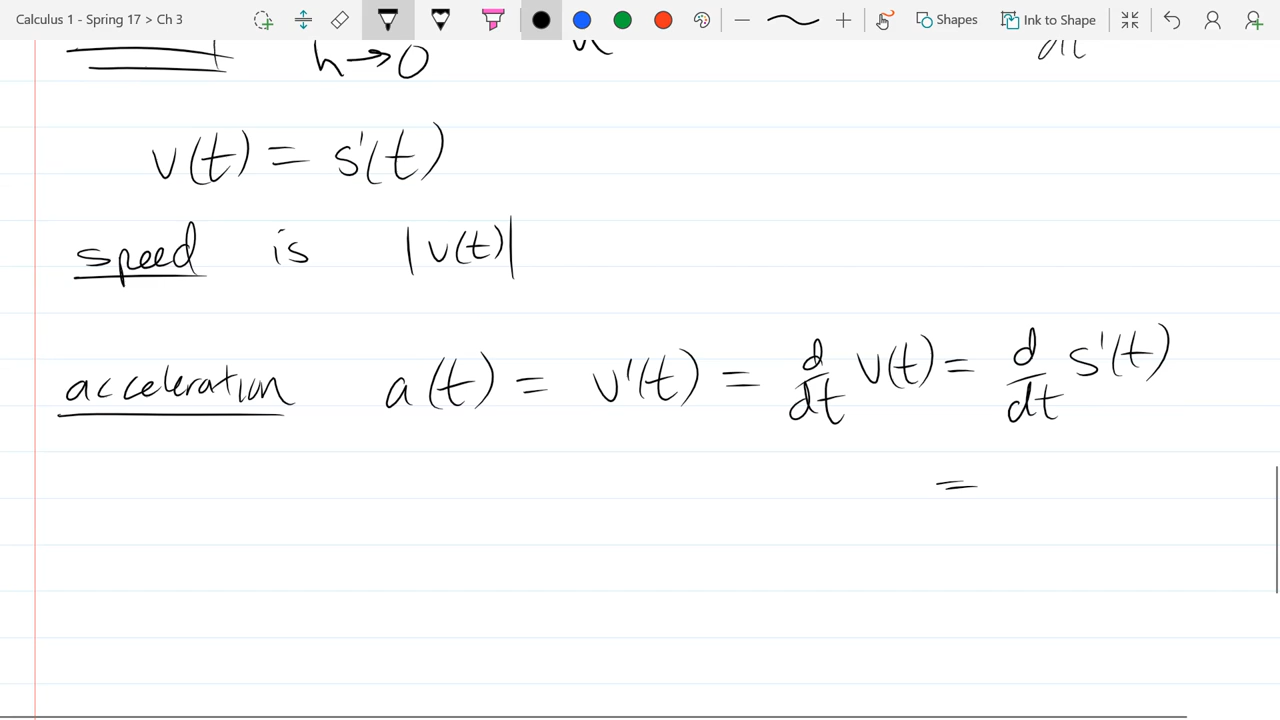 Calculus 1 - Spring 17 > Ch 3
Shapes
Ink to Shape
h→0
v(t) = s'(t)
speed is |v(t)|
acceleration a(t) = v'(t) = d/dt v(t) = d/dt s'(t)
=